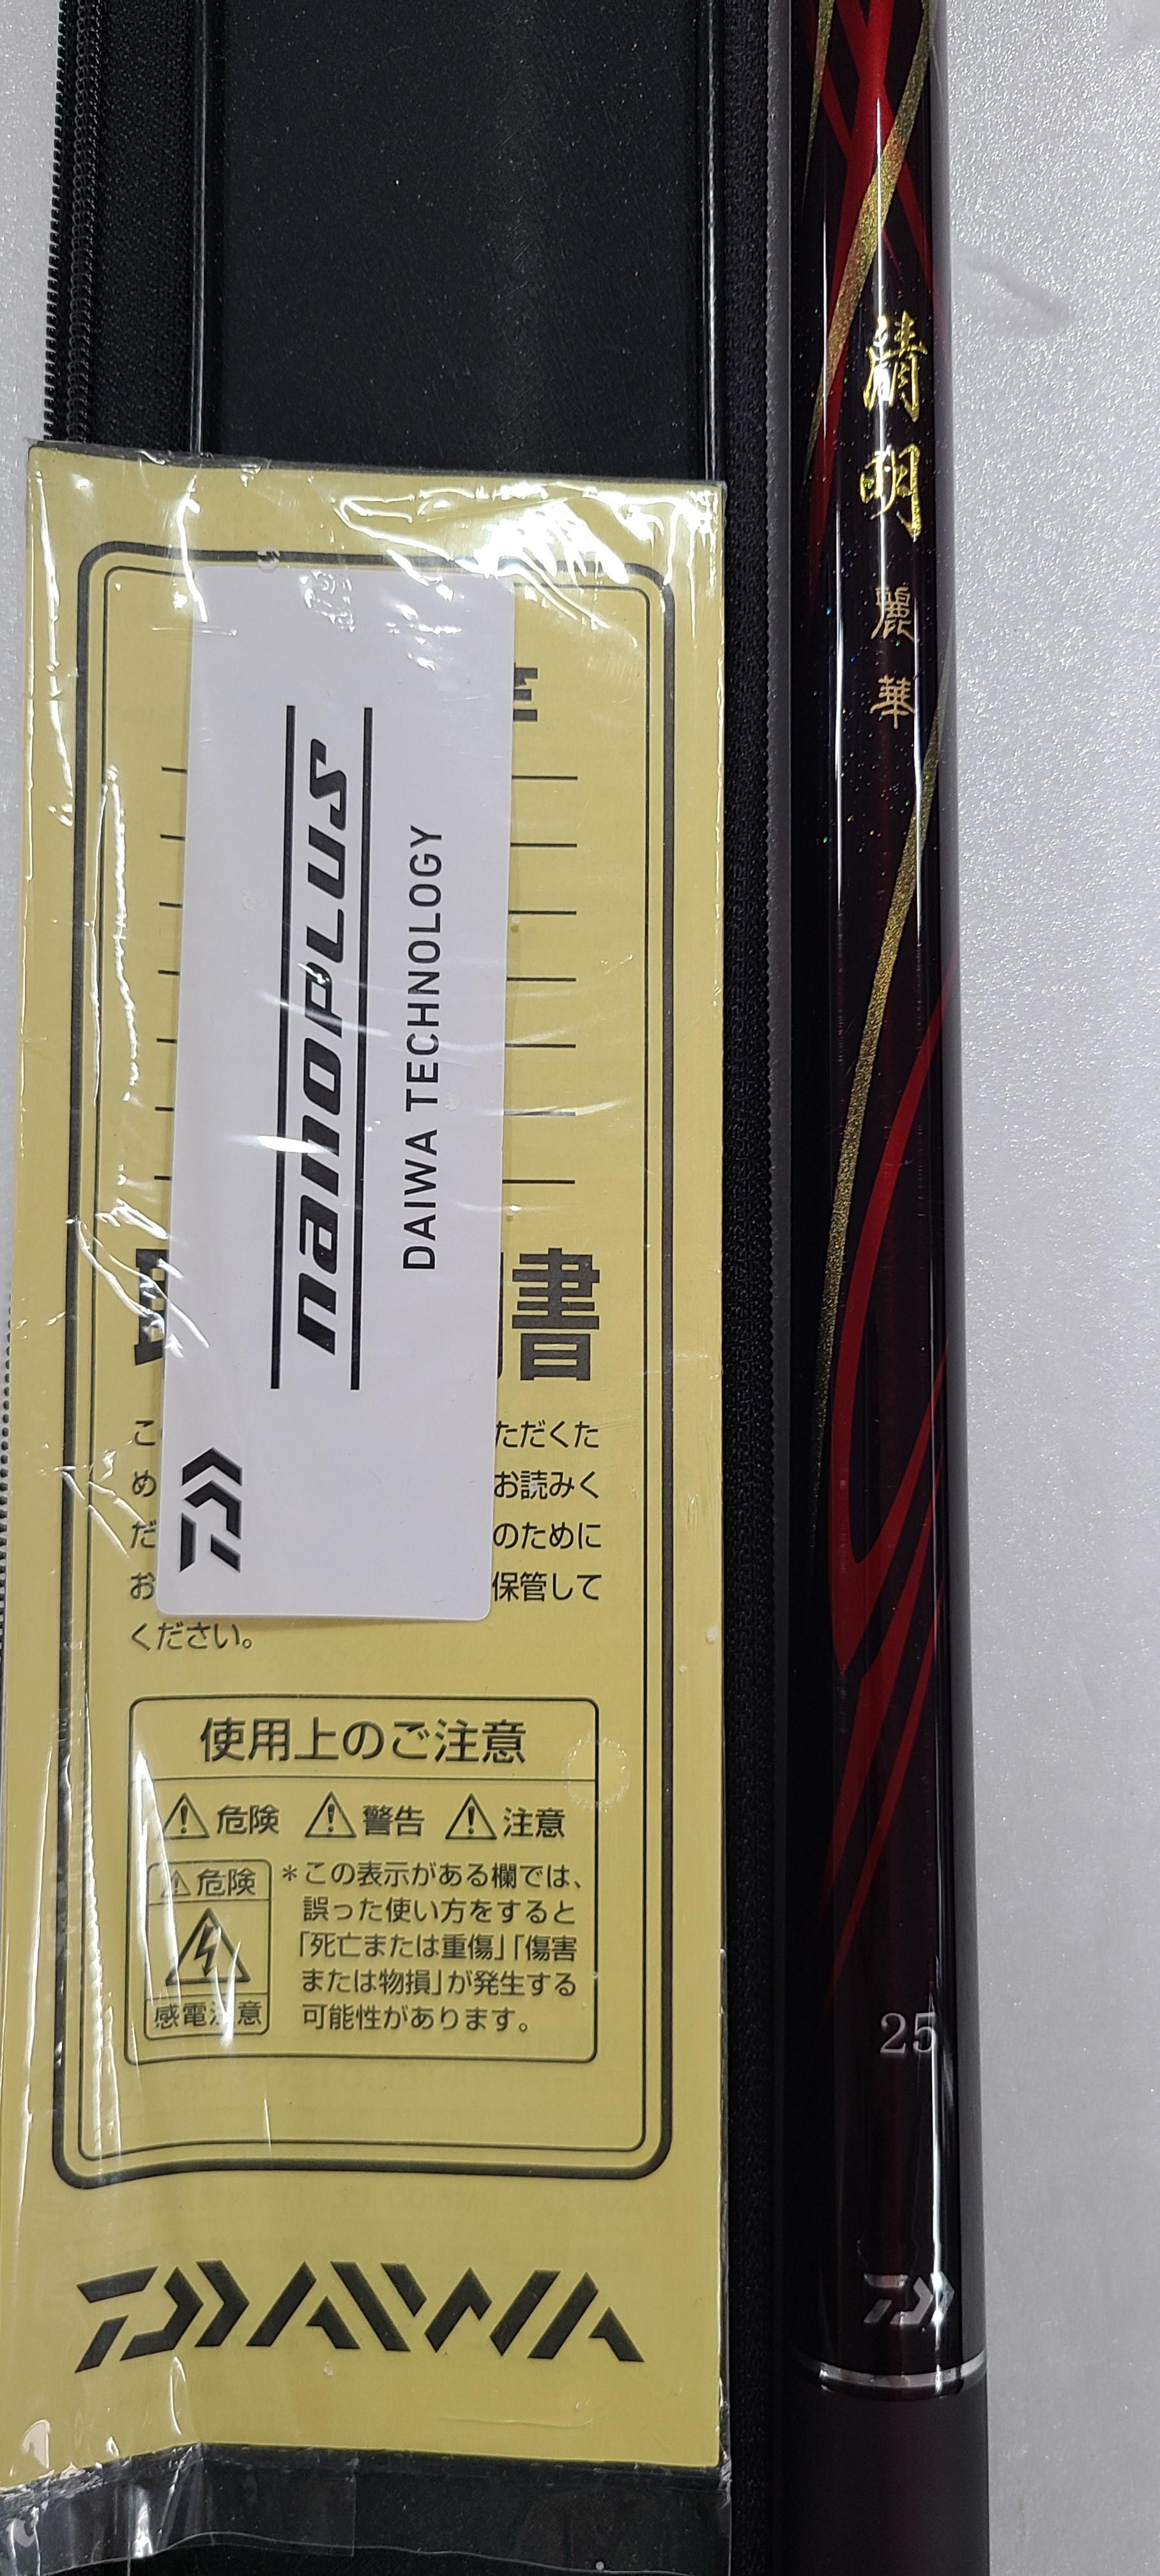 nanoplus
DAIWA TECHNOLOGY
書
こ ただくた
め お読みく
だ のために
お 保管して
ください。
使用上のご注意
危険 警告 注意
危険
感電注意
*この表示がある欄では、
誤った使い方をすると
「死亡または重傷」「傷害
または物損」が発生する
可能性があります。
DAIWA
清明
麗華
25